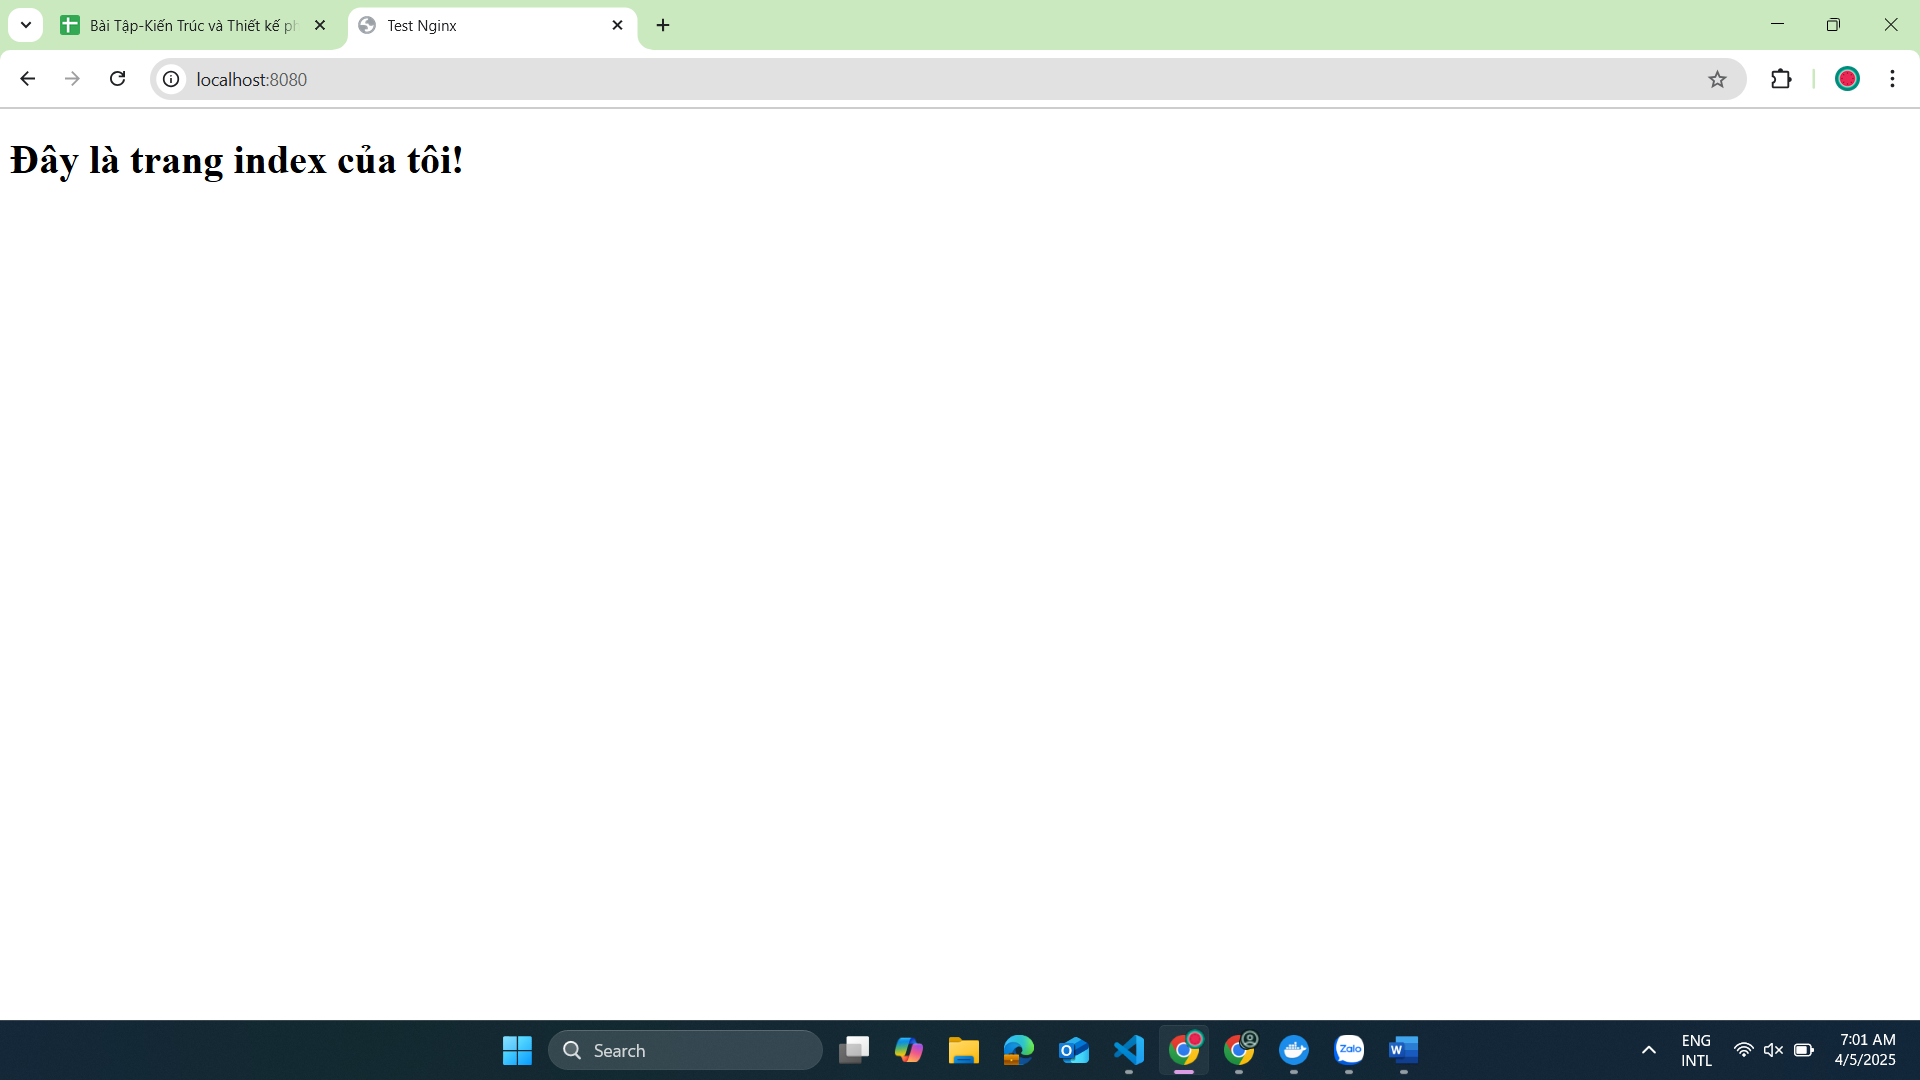 Bài Tập-Kiến Trúc và Thiết kế ph
Test Nginx
localhost:8080
Đây là trang index của tôi!
Search
Zalo
ENG
INTL
7:01 AM
4/5/2025